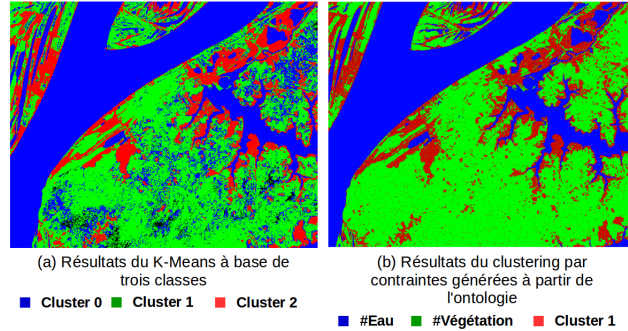 (a) Résultats du K-Means à base de
trois classes
Cluster 0 Cluster 1 Cluster 2
(b) Résultats du clustering par
contraintes générées à partir de
l'ontologie
#Eau #Végétation Cluster 1